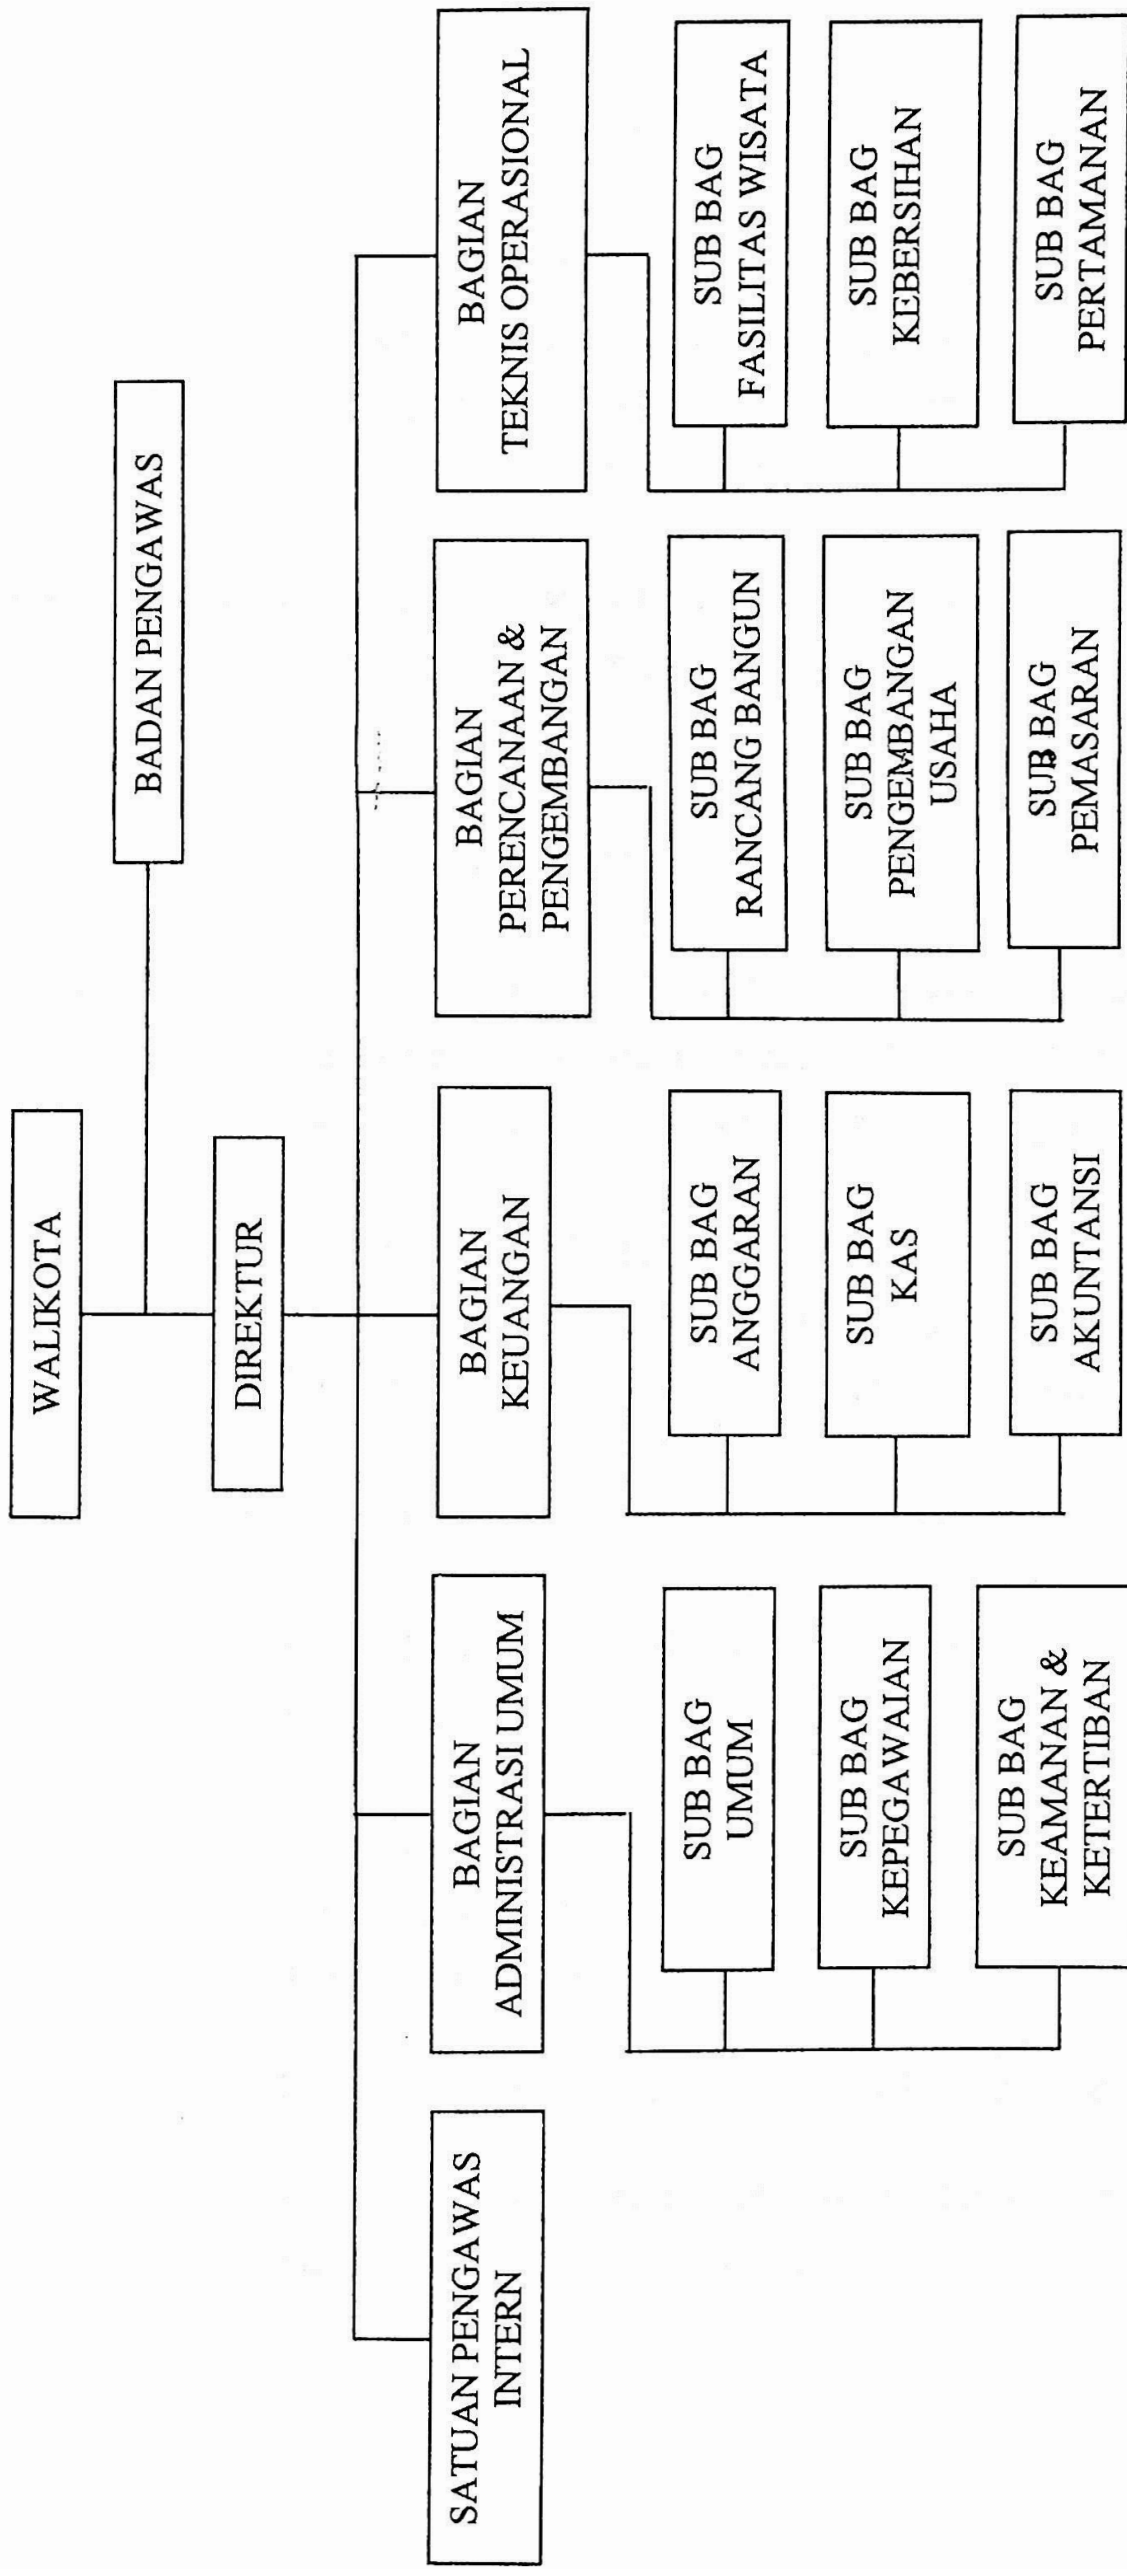 WALIKOTA
BADAN PENGAWAS
DIREKTUR
SATUAN PENGAWAS
INTERN
BAGIAN
ADMINISTRASI UMUM
BAGIAN
KEUANGAN
BAGIAN
PERENCANAAN &
PENGEMBANGAN
BAGIAN
TEKNIS OPERASIONAL
SUB BAG
UMUM
SUB BAG
ANGGARAN
SUB BAG
RANCANG BANGUN
SUB BAG
FASILITAS WISATA
SUB BAG
KEPEGAWAIAN
SUB BAG
KAS
SUB BAG
PENGEMBANGAN
USAHA
SUB BAG
KEBERSIHAN
SUB BAG
KEAMANAN &
KETERTIBAN
SUB BAG
AKUNTANSI
SUB BAG
PEMASARAN
SUB BAG
PERTAMANAN